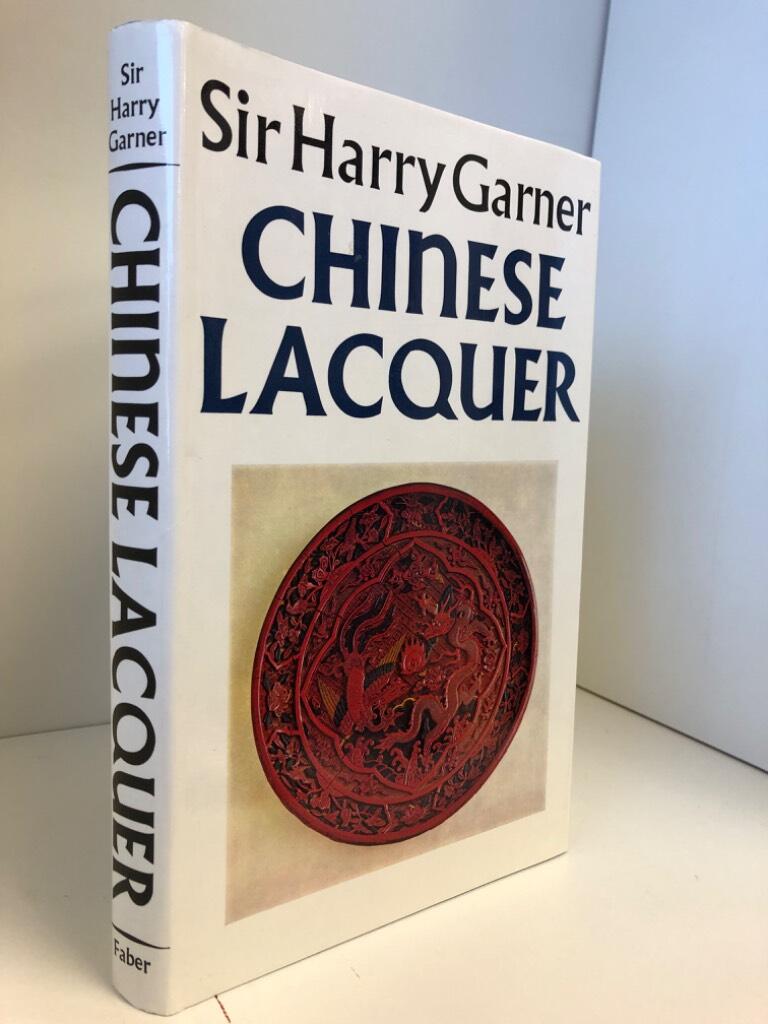 Sir
Harry
Garner
CHINESE LACQUER
Faber
Sir Harry Garner
CHINESE
LACQUER